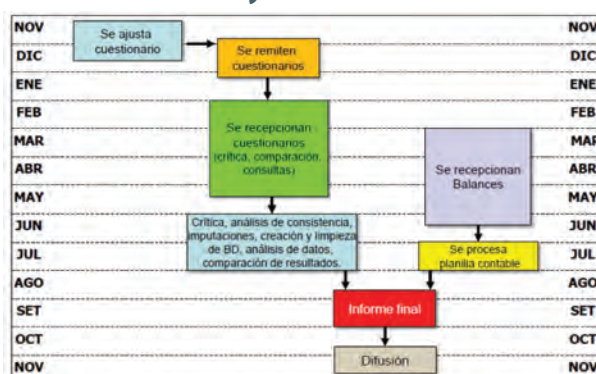 NOV
DIC
ENE
FEB
MAR
ABR
MAY
JUN
JUL
AGO
SET
OCT
NOV
Se ajusta
cuestionario
Se remiten
cuestionarios
Se recepcionan
cuestionarios
(crítica, comparación,
consultas)
Crítica, análisis de consistencia,
imputaciones, creación y limpieza
de BD, análisis de datos,
comparación de resultados.
Se recepcionan
Balances
Se procesa
planilla contable
Informe final
Difusión
NOV
DIC
ENE
FEB
MAR
ABR
MAY
JUN
JUL
AGO
SET
OCT
NOV